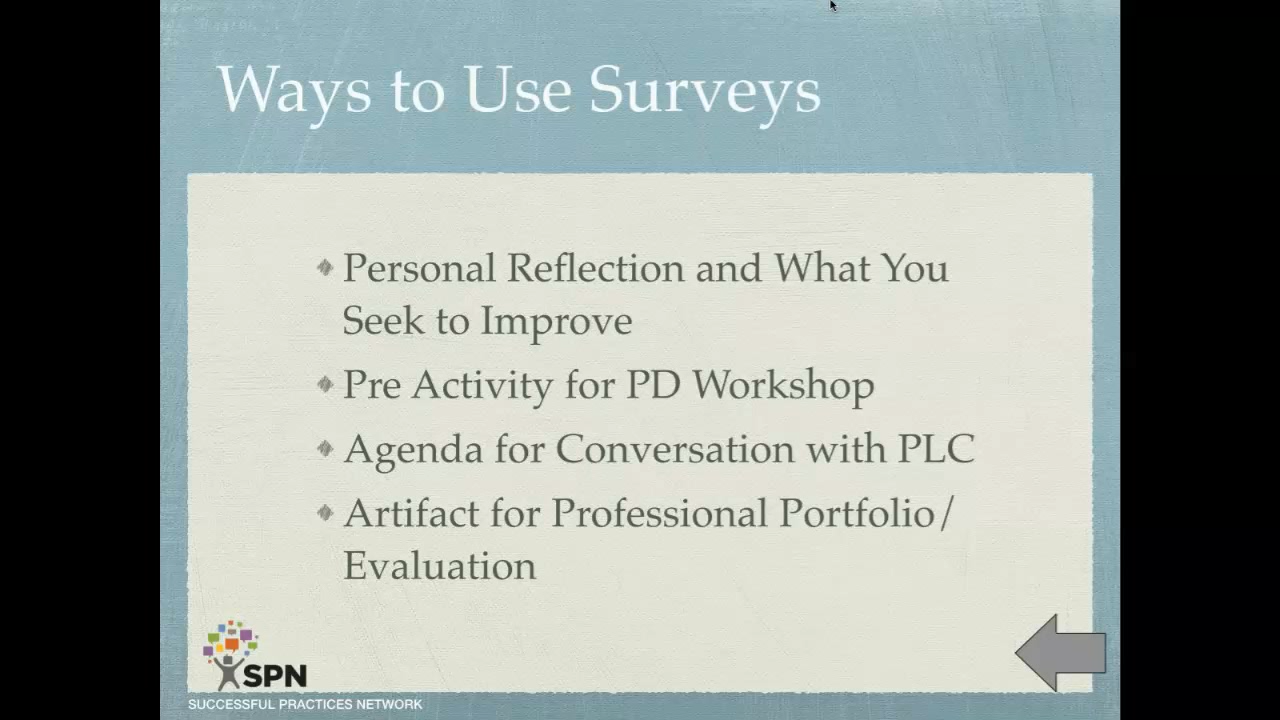 Ways to Use Surveys
Personal Reflection and What You
Seek to Improve
Pre Activity for PD Workshop
Agenda for Conversation with PLC
Artifact for Professional Portfolio/
Evaluation
SPN
SUCCESSFUL PRACTICES NETWORK